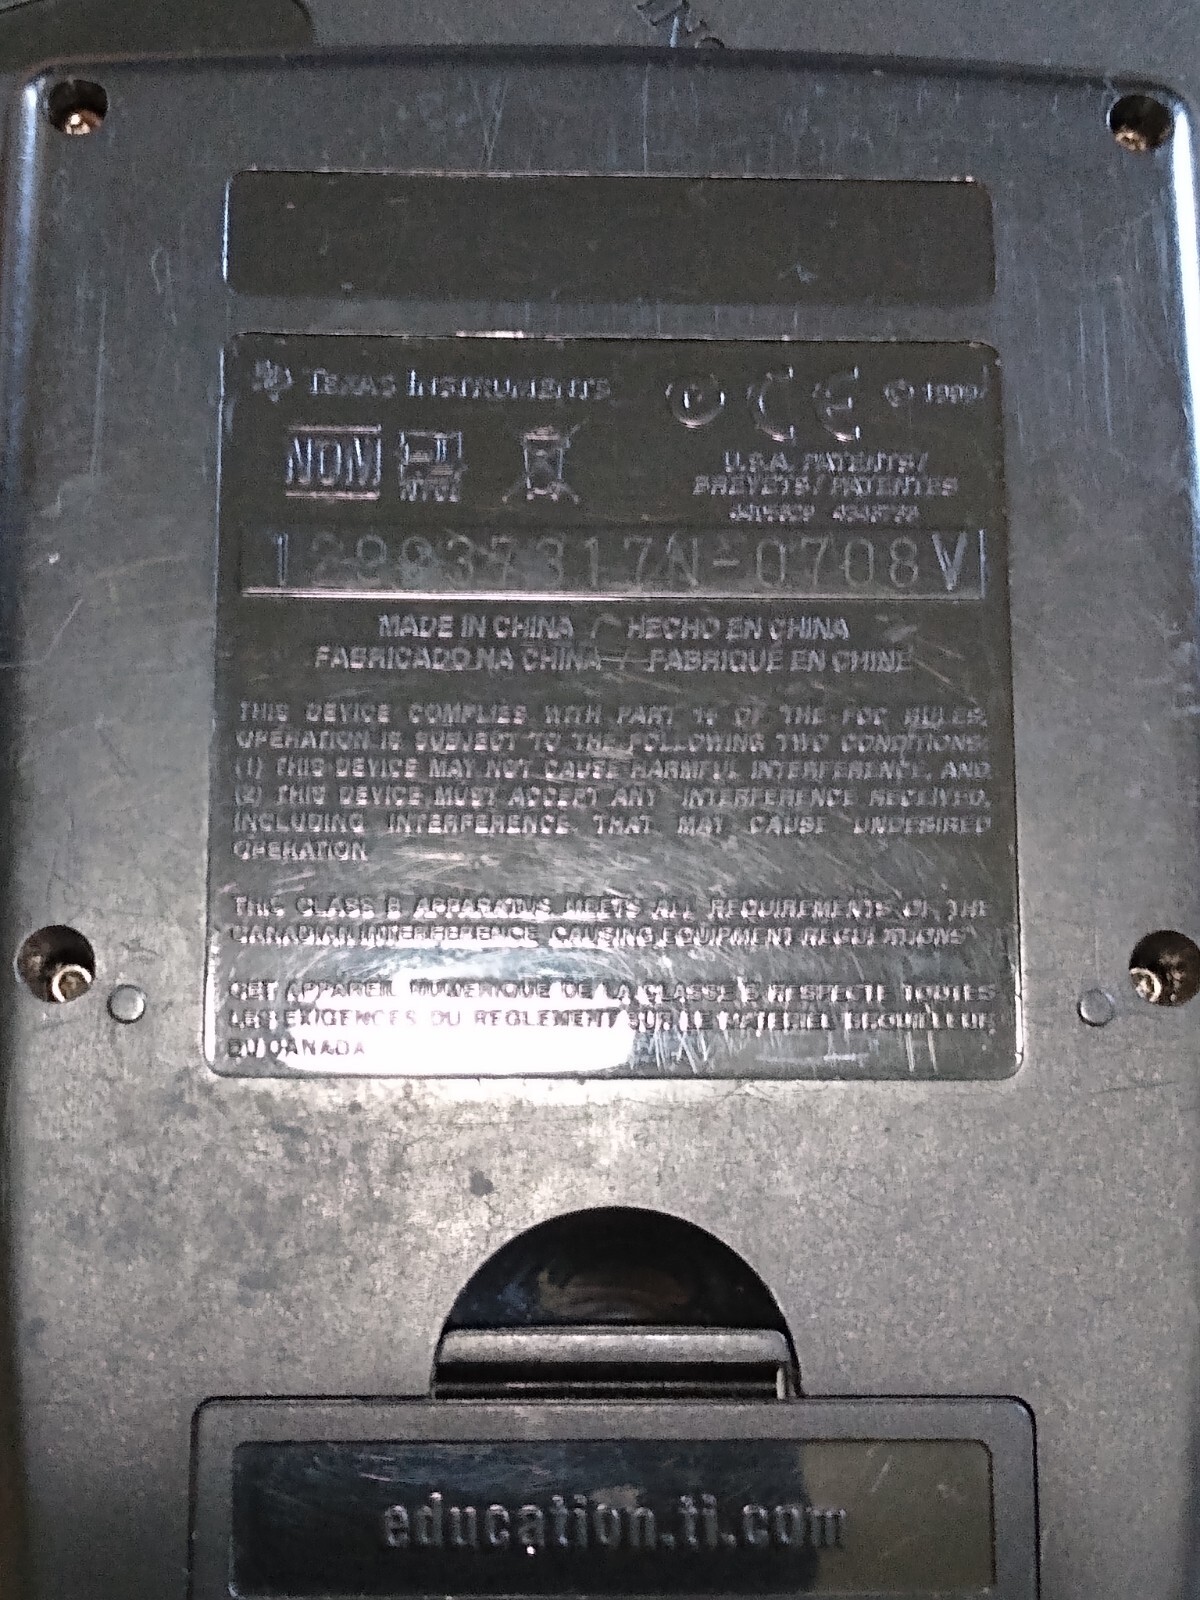 TEXAS INSTRUMENTS CE © 1999
NOM NYCE
U.S.A. PATENTS/
BREVETS/PATENTES
MADE IN CHINA / HECHO EN CHINA
FABRICADO NA CHINA / FABRIQUÉ EN CHINE
THIS DEVICE COMPLIES WITH PART 15 OF THE FCC RULES.
OPERATION IS SUBJECT TO THE FOLLOWING TWO CONDITIONS:
(1) THIS DEVICE MAY NOT CAUSE HARMFUL INTERFERENCE, AND
(2) THIS DEVICE MUST ACCEPT ANY INTERFERENCE RECEIVED,
INCLUDING INTERFERENCE THAT MAY CAUSE UNDESIRED
OPERATION
THIS CLASS B APPARATUS MEETS ALL REQUIREMENTS OF THE
CANADIAN INTERFERENCE CAUSING EQUIPMENT REGULATIONS
CET APPAREIL NUMERIQUE DE LA CLASSE B RESPECTE TOUTES
LES EXIGENCES DU REGLEMENT SUR LE MATERIEL BROUILLEUR
DU CANADA
education.ti.com